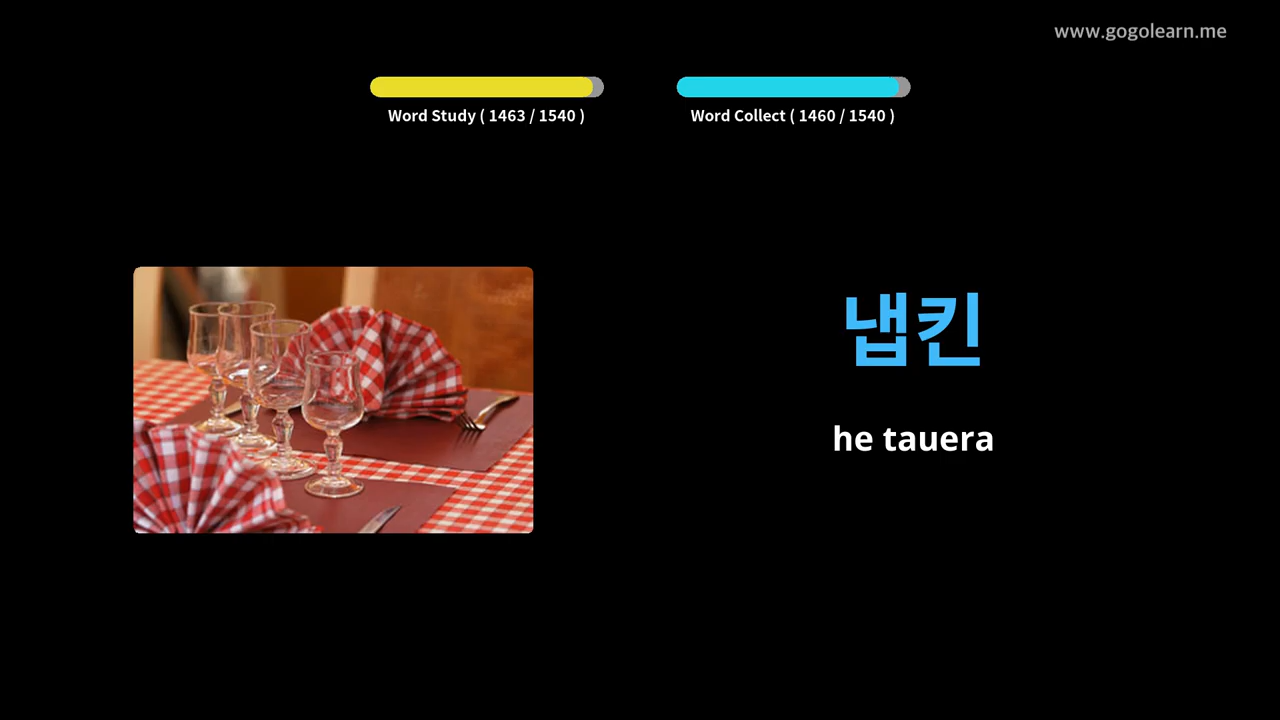 www.gogolearn.me
Word Study ( 1463 / 1540 )
Word Collect ( 1460 / 1540 )
냅킨
he tauera